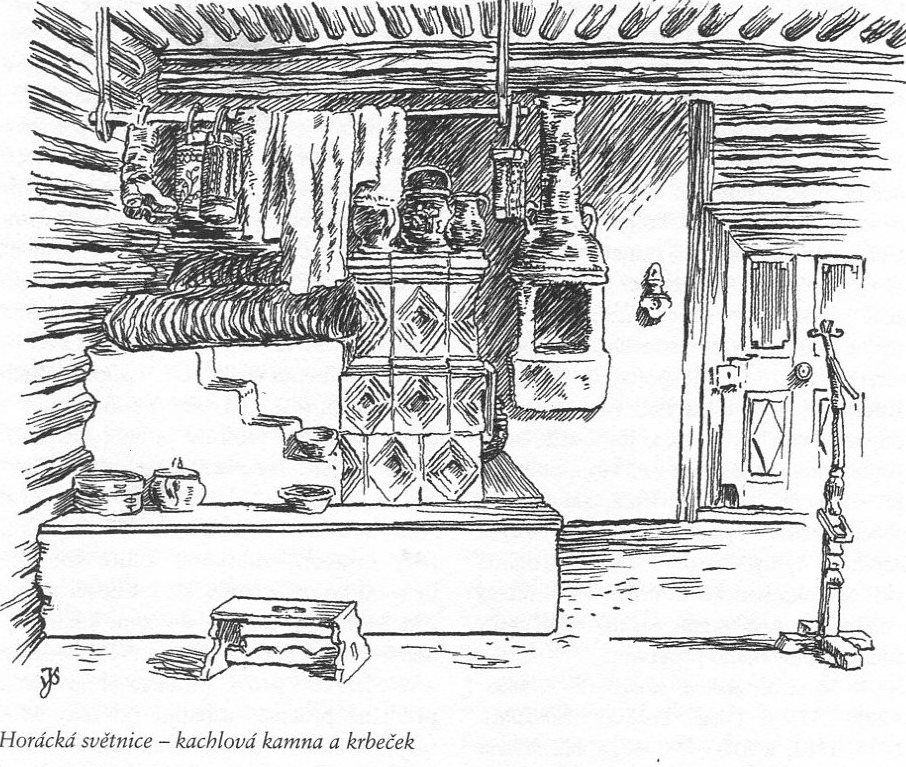 Horácká světnice – kachlová kamna a krbeček